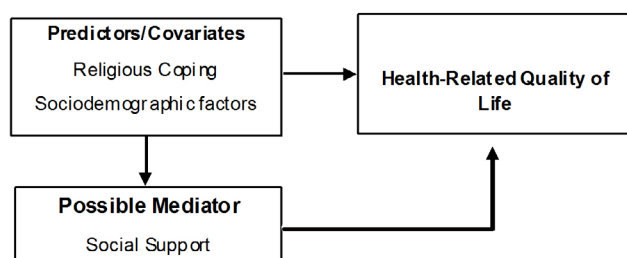 Predictors/Covariates
Religious Coping
Sociodemographic factors
Health-Related Quality of
Life
Possible Mediator
Social Support